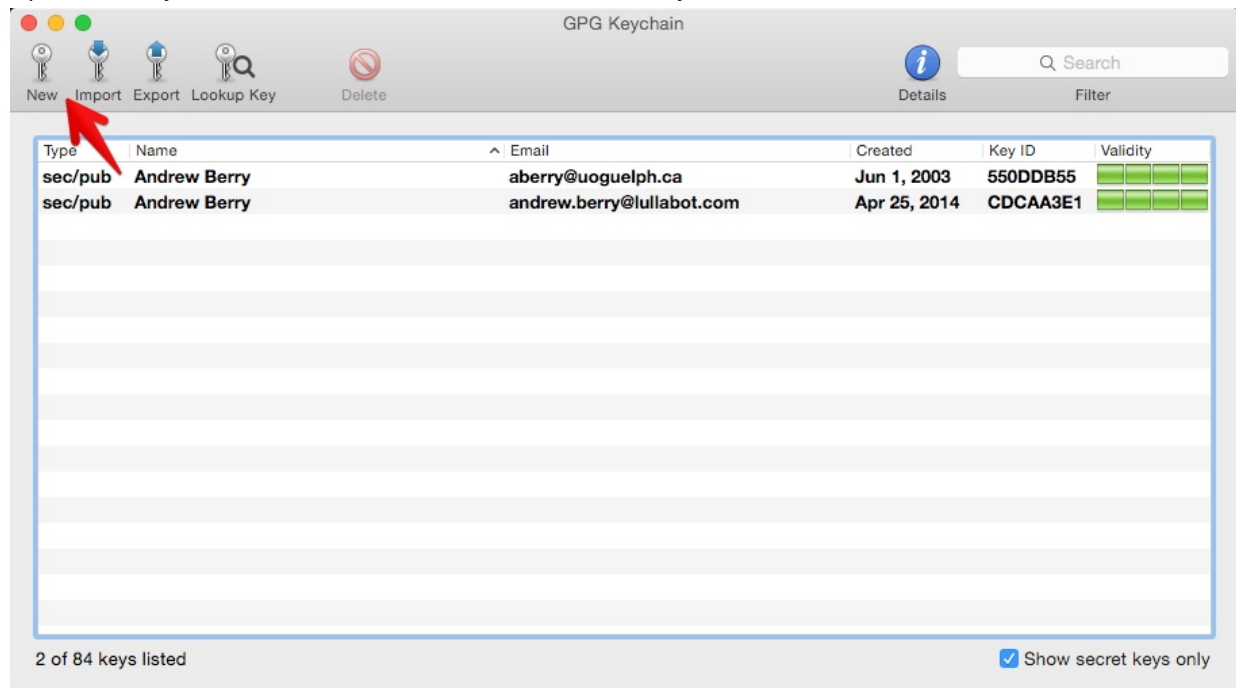 GPG Keychain
New Import Export Lookup Key Delete Details Search
Filter
Type Name Email Created Key ID Validity
sec/pub Andrew Berry aberry@uoguelph.ca Jun 1, 2003 550DDB55
sec/pub Andrew Berry andrew.berry@lullabot.com Apr 25, 2014 CDCAA3E1
2 of 84 keys listed Show secret keys only